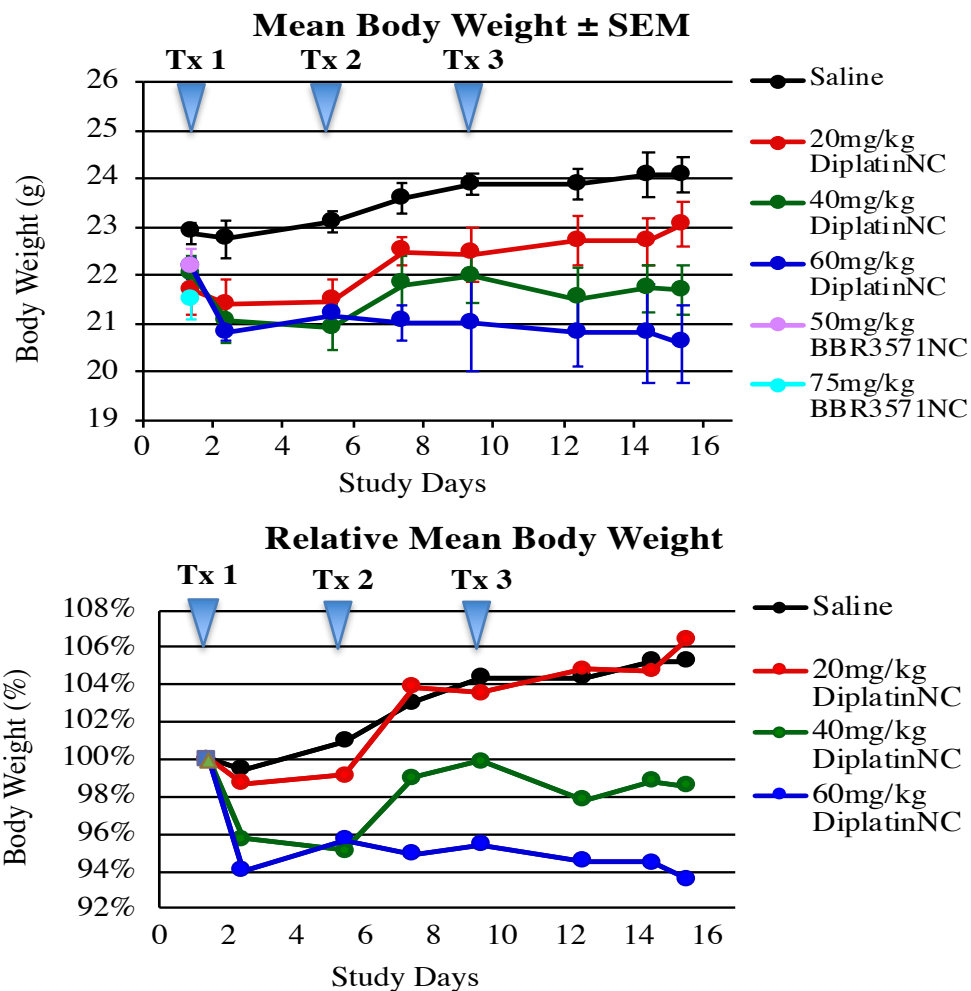 Mean Body Weight ± SEM
Tx 1 Tx 2 Tx 3
26
25
24
23
22
21
20
19
Body Weight (g)
0 2 4 6 8 10 12 14 16
Study Days
Saline
20mg/kg
DiplatinNC
40mg/kg
DiplatinNC
60mg/kg
DiplatinNC
50mg/kg
BBR3571NC
75mg/kg
BBR3571NC
Relative Mean Body Weight
Tx 1 Tx 2 Tx 3
108%
106%
104%
102%
100%
98%
96%
94%
92%
Body Weight (%)
0 2 4 6 8 10 12 14 16
Study Days
Saline
20mg/kg
DiplatinNC
40mg/kg
DiplatinNC
60mg/kg
DiplatinNC